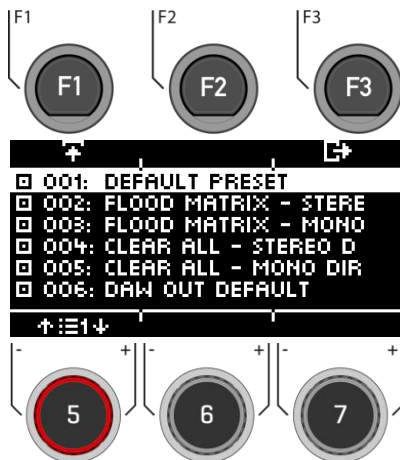 F1 F2 F3
F1 F2 F3
001: DEFAULT PRESET
002: FLOOD MATRIX - STERE
003: FLOOD MATRIX - MONO
004: CLEAR ALL - STEREO D
005: CLEAR ALL - MONO DIR
006: DAW OUT DEFAULT
↑ 1 ↓
- + - + -
5 6 7